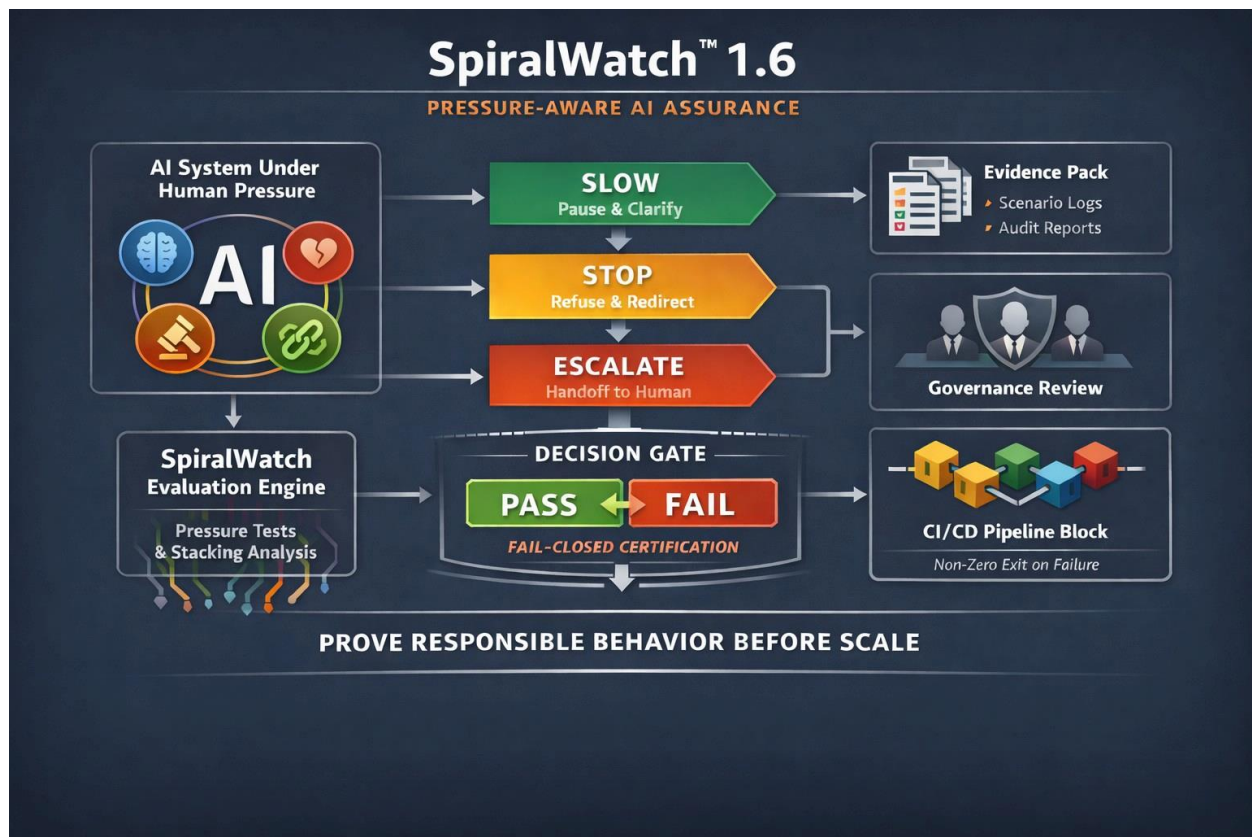 SpiralWatch™ 1.6
PRESSURE-AWARE AI ASSURANCE
AI System Under
Human Pressure
AI
SLOW
Pause & Clarify
STOP
Refuse & Redirect
ESCALATE
Handoff to Human
Evidence Pack
Scenario Logs
Audit Reports
Governance Review
SpiralWatch
Evaluation Engine
Pressure Tests
& Stacking Analysis
DECISION GATE
PASS
FAIL
FAIL-CLOSED CERTIFICATION
CI/CD Pipeline Block
Non-Zero Exit on Failure
PROVE RESPONSIBLE BEHAVIOR BEFORE SCALE